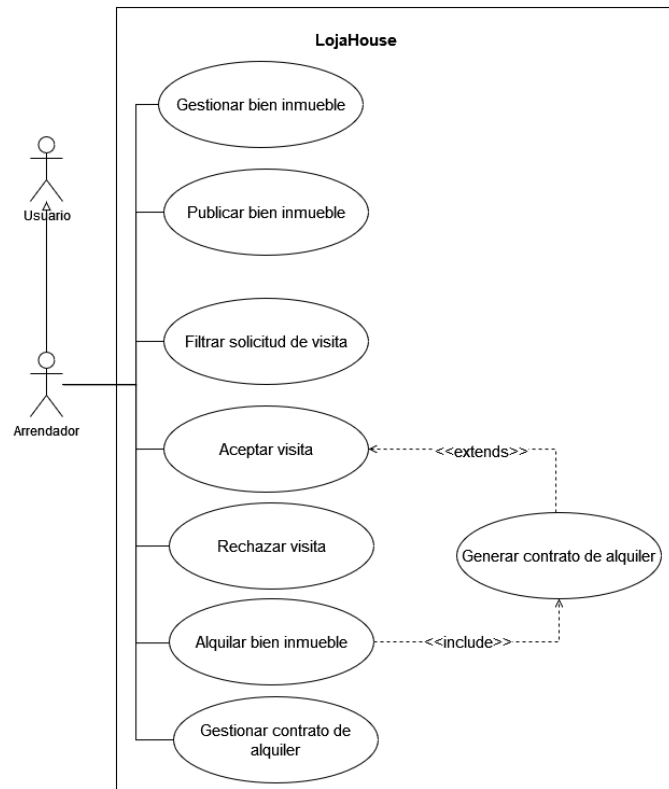 LojaHouse
Gestionar bien inmueble
Usuario
Publicar bien inmueble
Filtrar solicitud de visita
Arrendador
Aceptar visita
<<extends>>
Rechazar visita
Generar contrato de alquiler
Alquilar bien inmueble
<<include>>
Gestionar contrato de
alquiler